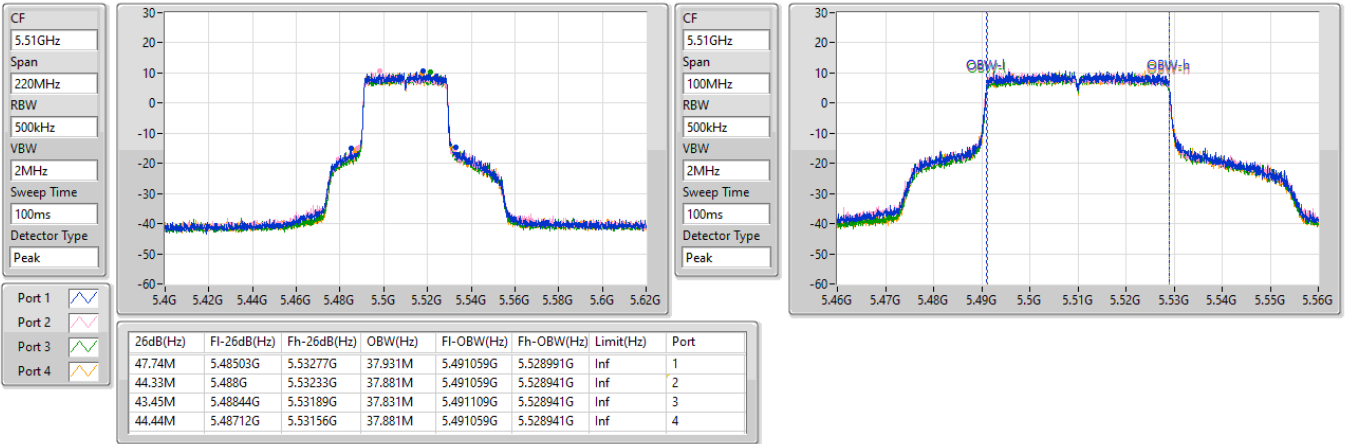 CF
5.51GHz
Span
220MHz
RBW
500kHz
VBW
2MHz
Sweep Time
100ms
Detector Type
Peak
30-
20-
10-
0-
-10-
-20-
-30-
-40-
-50-
-60-
5.4G 5.42G 5.44G 5.46G 5.48G 5.5G 5.52G 5.54G 5.56G 5.58G 5.6G 5.62G
CF
5.51GHz
Span
100MHz
RBW
500kHz
VBW
2MHz
Sweep Time
100ms
Detector Type
Peak
30-
20-
10-
0-
-10-
-20-
-30-
-40-
-50-
-60-
OBW-l OBW-h
5.46G 5.47G 5.48G 5.49G 5.5G 5.51G 5.52G 5.53G 5.54G 5.55G 5.56G
Port 1
Port 2
Port 3
Port 4
26dB(Hz) Fl-26dB(Hz) Fh-26dB(Hz) OBW(Hz) Fl-OBW(Hz) Fh-OBW(Hz) Limit(Hz) Port
47.74M 5.48503G 5.53277G 37.931M 5.491059G 5.528991G Inf 1
44.33M 5.488G 5.53233G 37.881M 5.491059G 5.528941G Inf 2
43.45M 5.48844G 5.53189G 37.831M 5.491109G 5.528941G Inf 3
44.44M 5.48712G 5.53156G 37.881M 5.491059G 5.528941G Inf 4